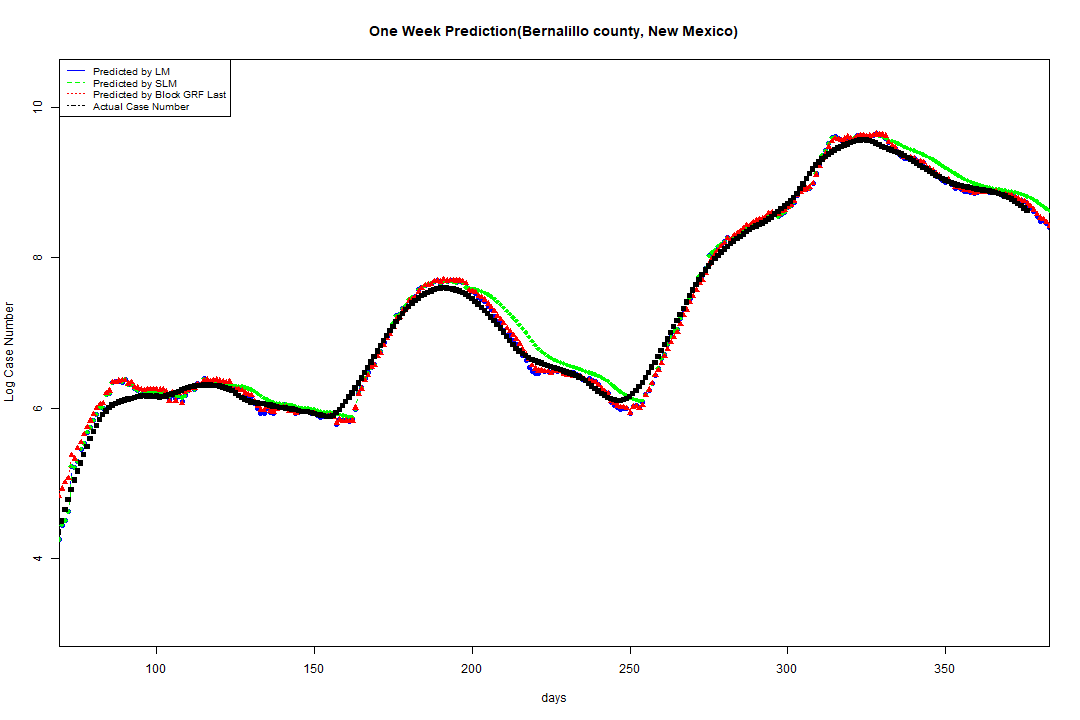 One Week Prediction(Bernalillo county, New Mexico)
Predicted by LM
Predicted by SLM
Predicted by Block GRF Last
Actual Case Number
10
8
6
4
Log Case Number
100 150 200 250 300 350
days